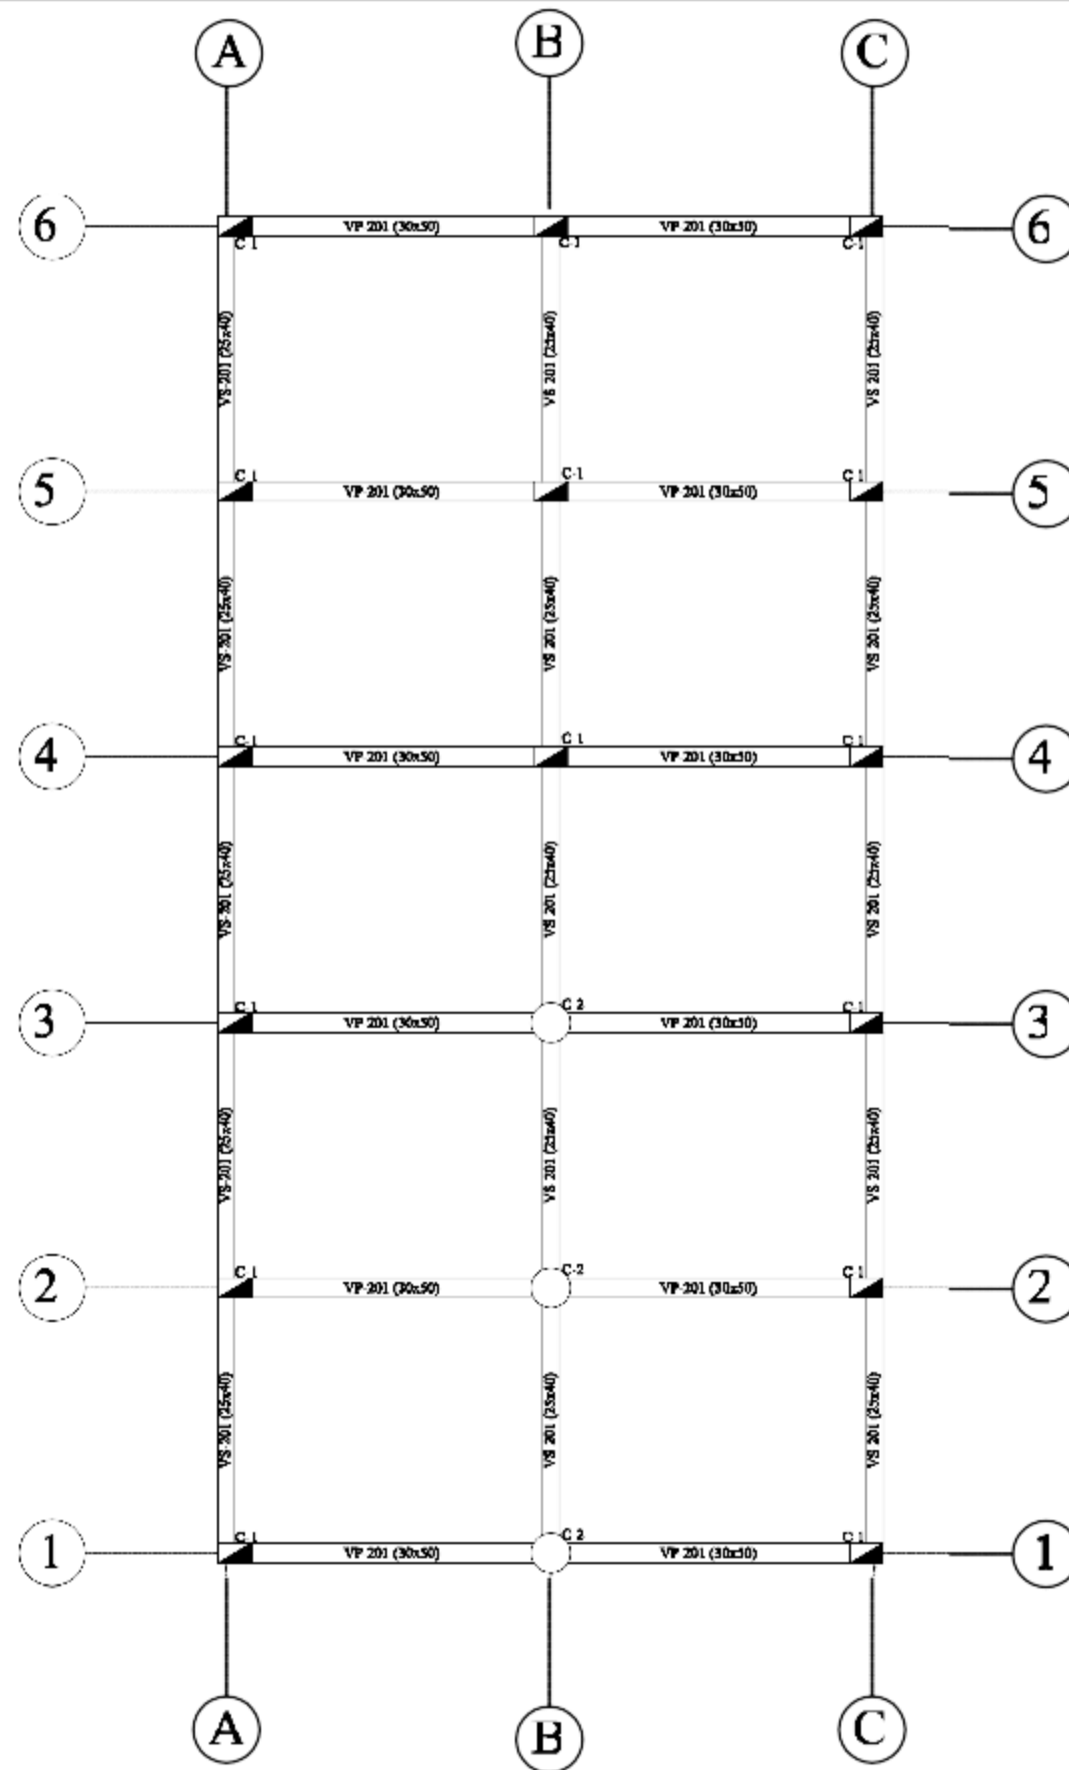 A B C
6 VP 201 (30x50) VP 201 (30x50) 6
C-1 C-1 C-1
VS-201 (25x40) VS 201 (25x40) VS 201 (25x40)
C-1 C-1 C-1
5 VP-201 (30x50) VP-201 (30x50) 5
VS-201 (25x40) VS 201 (25x40) VS 201 (25x40)
C-1 C-1 C-1
4 VP 201 (30x50) VP 201 (30x50) 4
VS-201 (25x40) VS 201 (25x40) VS 201 (25x40)
C-1 C-2 C-1
3 VP 201 (30x50) VP 201 (30x50) 3
VS-201 (25x40) VS 201 (25x40) VS 201 (25x40)
C-1 C-2 C-1
2 VP-201 (30x50) VP-201 (30x50) 2
VS-201 (25x40) VS 201 (25x40) VS 201 (25x40)
C-1 C-2 C-1
1 VP 201 (30x50) VP 201 (30x50) 1
A B C